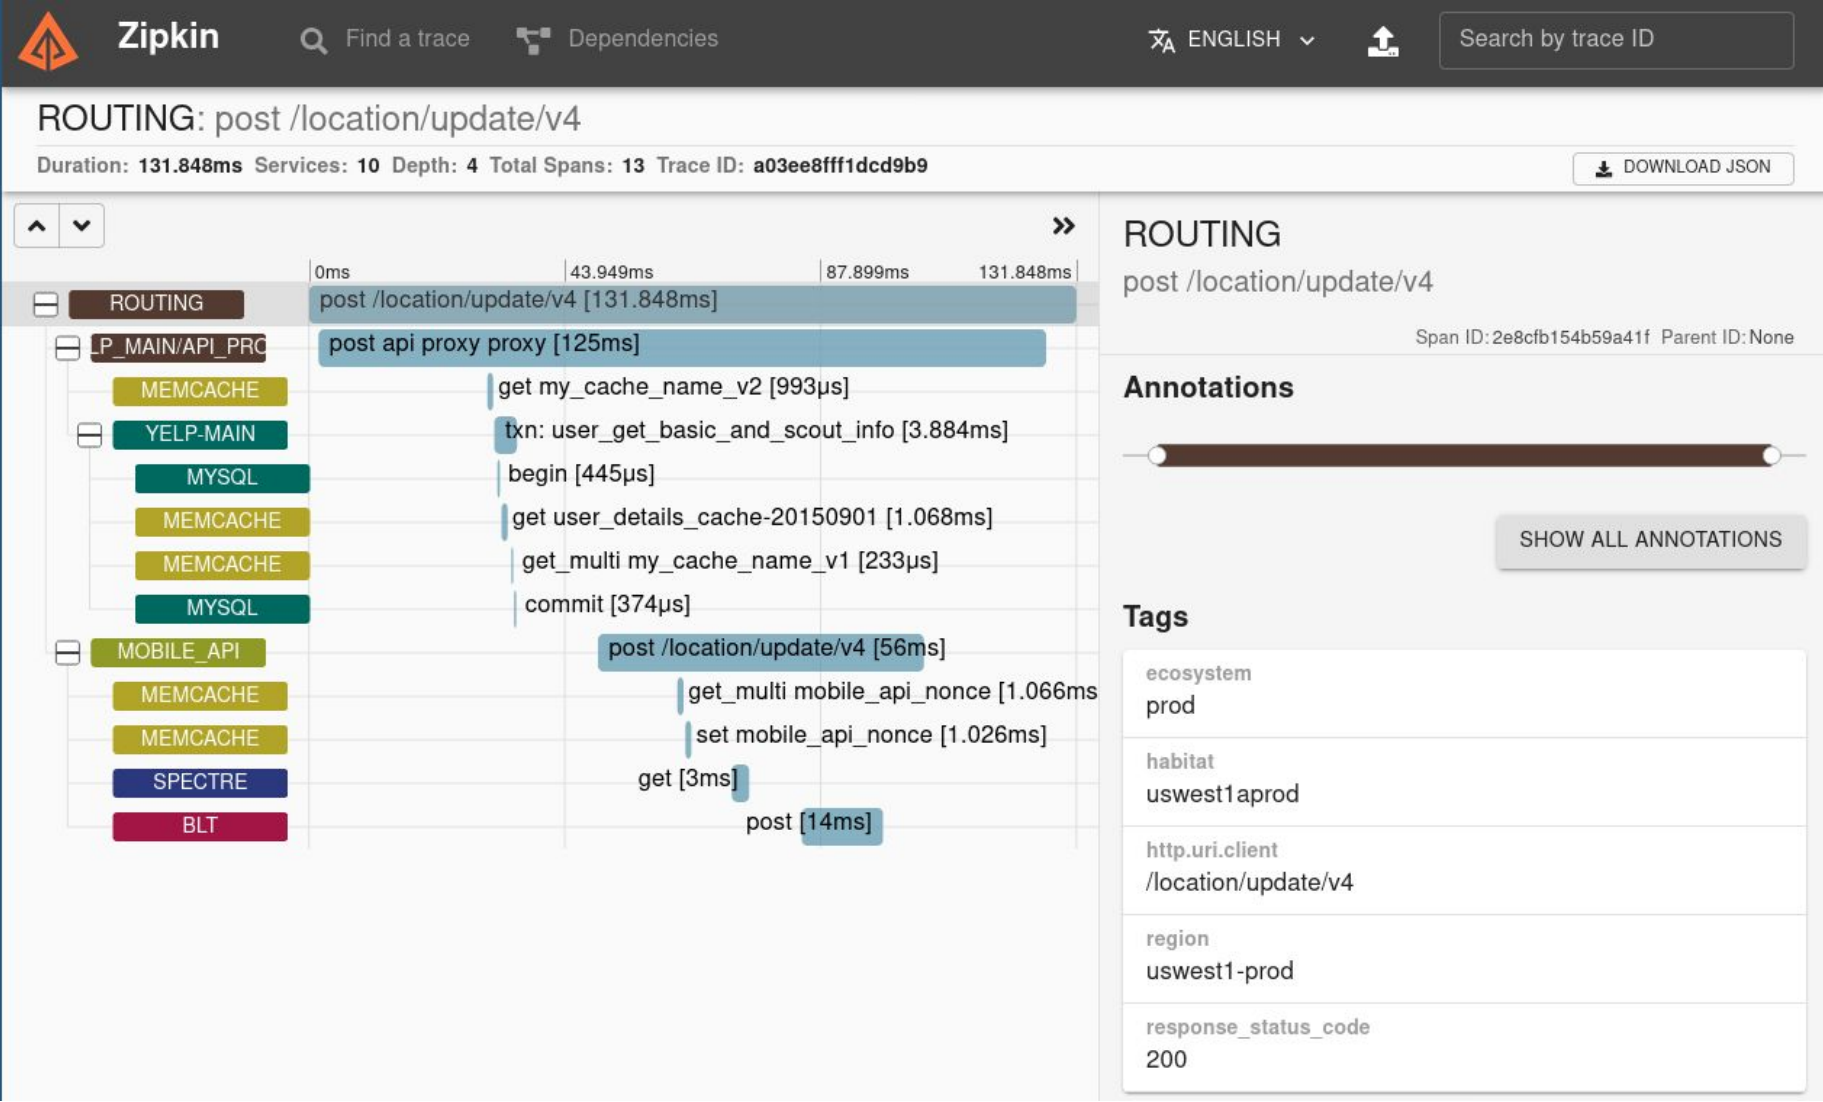 Zipkin Find a trace Dependencies ENGLISH Search by trace ID
ROUTING: post /location/update/v4
Duration: 131.848ms Services: 10 Depth: 4 Total Spans: 13 Trace ID: a03ee8fff1dcd9b9
DOWNLOAD JSON
0ms 43.949ms 87.899ms 131.848ms
ROUTING post /location/update/v4 [131.848ms]
LP_MAIN/API_PRO post api proxy proxy [125ms]
MEMCACHE get my_cache_name_v2 [993µs]
YELP-MAIN txn: user_get_basic_and_scout_info [3.884ms]
MYSQL begin [445µs]
MEMCACHE get user_details_cache-20150901 [1.068ms]
MEMCACHE get_multi my_cache_name_v1 [233µs]
MYSQL commit [374µs]
MOBILE_API post /location/update/v4 [56ms]
MEMCACHE get_multi mobile_api_nonce [1.066ms
MEMCACHE set mobile_api_nonce [1.026ms]
SPECTRE get [3ms]
BLT post [14ms]
ROUTING
post /location/update/v4
Span ID: 2e8cfb154b59a41f Parent ID: None
Annotations
SHOW ALL ANNOTATIONS
Tags
ecosystem
prod
habitat
uswest1aprod
http.uri.client
/location/update/v4
region
uswest1-prod
response_status_code
200